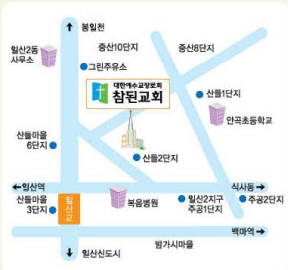 봉일천
일산2동
사무소
중산10단지
중산8단지
그린주유소
대한예수교장로회
참된교회
산들1단지
안곡초등학교
산들마을
6단지
산들2단지
←일산역
식사동→
산들마을
3단지
일산교
복음병원
일산2지구
주공1단지
주공2단지
백마역→
밤가시마을
일산신도시